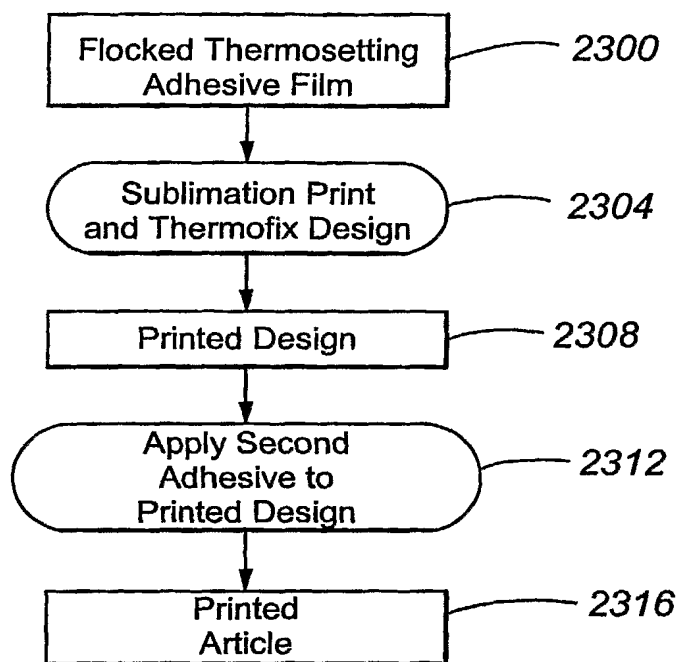 Flocked Thermosetting
Adhesive Film
2300
Sublimation Print
and Thermofix Design
2304
Printed Design
2308
Apply Second
Adhesive to
Printed Design
2312
Printed
Article
2316